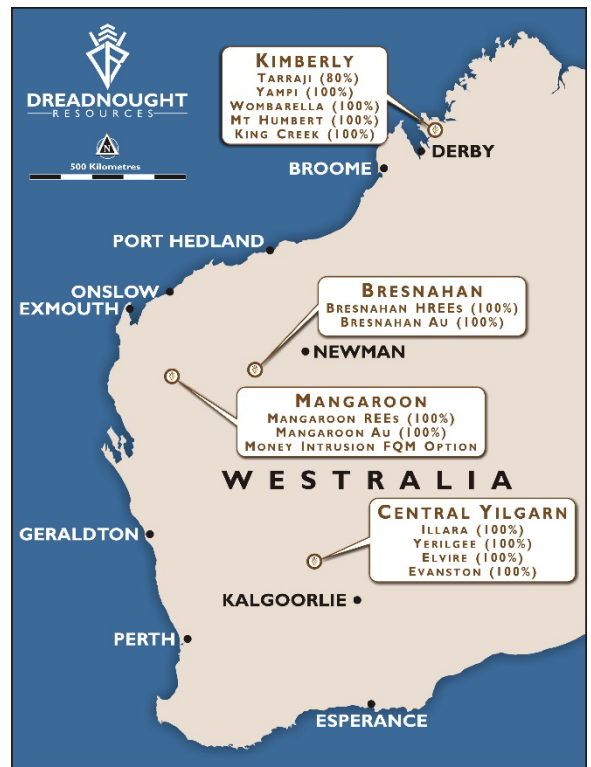 DREADNOUGHT
RESOURCES
N
500 Kilometres
KIMBERLY
TARRAJI (80%)
YAMPI (100%)
WOMBARELLA (100%)
MT HUMBERT (100%)
KING CREEK (100%)
DERBY
BROOME
PORT HEDLAND
ONSLOW
EXMOUTH
BRESNAHAN
BRESNAHAN HREES (100%)
BRESNAHAN AU (100%)
NEWMAN
MANGAROON
MANGAROON REES (100%)
MANGAROON AU (100%)
MONEY INTRUSION FQM OPTION
WESTRALIA
CENTRAL YILGARN
ILLARA (100%)
YERILGEE (100%)
ELVIRE (100%)
EVANSTON (100%)
GERALDTON
KALGOORLIE
PERTH
ESPERANCE